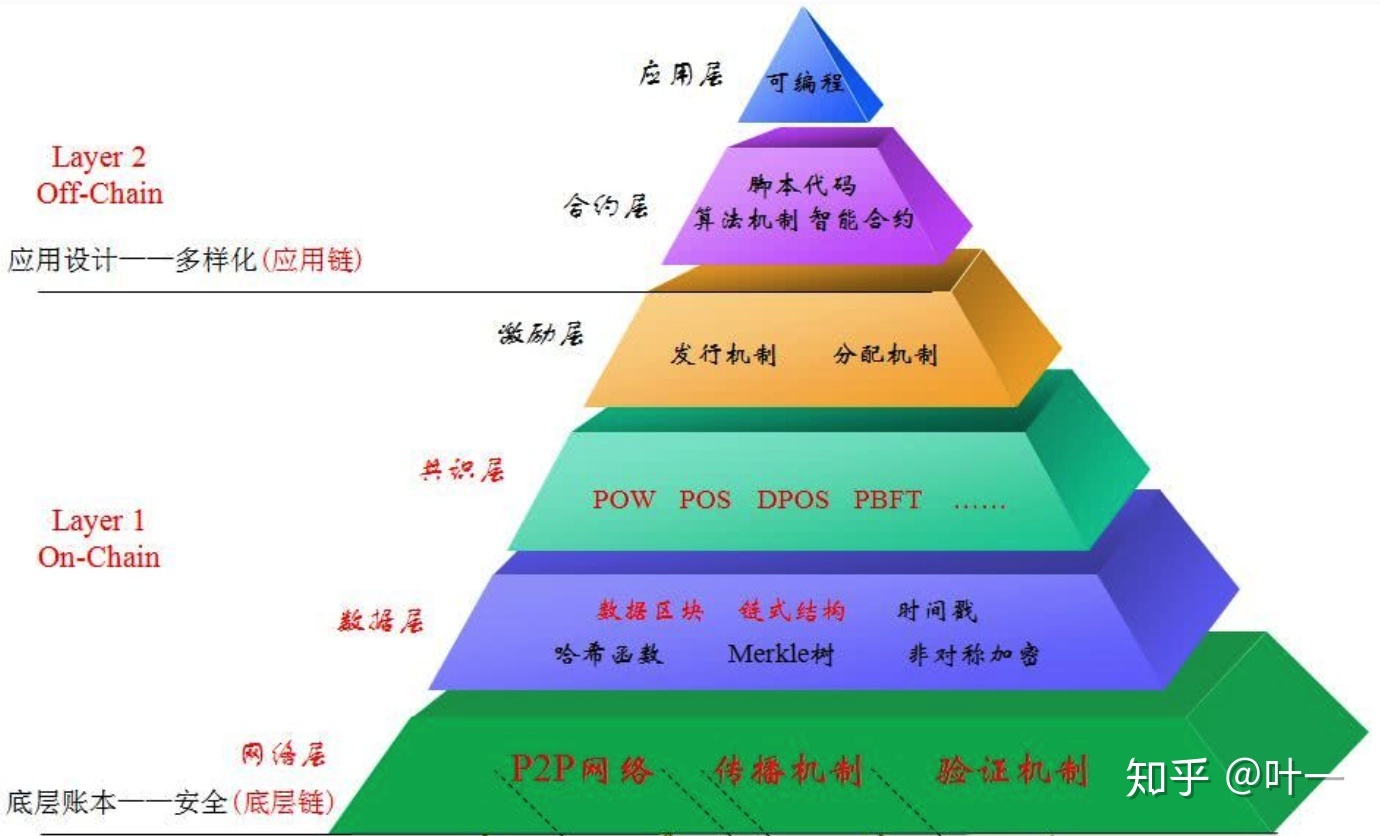 应用层
可编程
Layer 2
Off-Chain
合约层
脚本代码
算法机制 智能合约
应用设计——多样化(应用链)
激励层
发行机制 分配机制
共识层
POW POS DPOS PBFT ……
Layer 1
On-Chain
数据层
数据区块 链式结构 时间戳
哈希函数 Merkle树 非对称加密
网络层
P2P网络 传播机制 验证机制
底层账本——安全(底层链)
知乎 @叶一